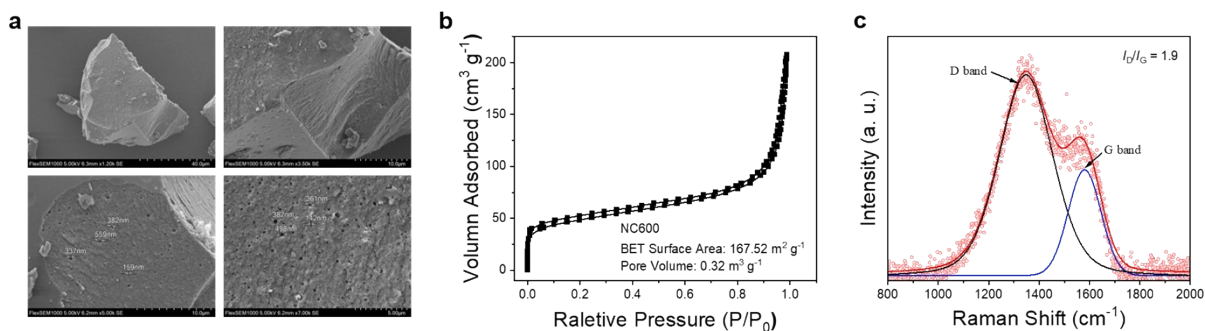 a
FlexSEM1000 5.00kV 6.3mm x1.20k SE
40.0µm
FlexSEM1000 5.00kV 6.3mm x3.50k SE
10.0µm
382nm
559nm
337nm
159nm
FlexSEM1000 5.00kV 6.2mm x5.00k SE
10.0µm
361nm
382nm
142nm
FlexSEM1000 5.00kV 6.2mm x6.00k SE
5.00µm
b
Volumn Adsorbed (cm³ g⁻¹)
200
150
100
50
0
NC600
BET Surface Area: 167.52 m² g⁻¹
Pore Volume: 0.32 m³ g⁻¹
0.0 0.2 0.4 0.6 0.8 1.0
Raletive Pressure (P/P₀)
c
Intensity (a. u.)
D band
I_D/I_G = 1.9
G band
800 1000 1200 1400 1600 1800 2000
Raman Shift (cm⁻¹)